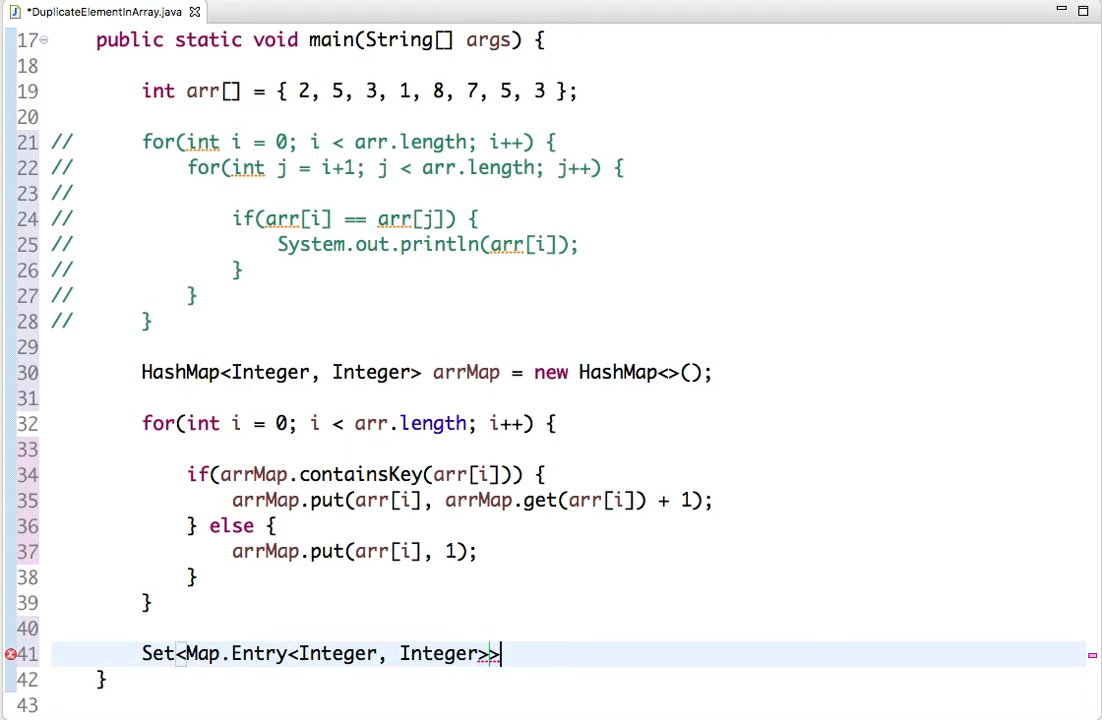 *DuplicateElementInArray.java
17 public static void main(String[] args) {
18
19 int arr[] = { 2, 5, 3, 1, 8, 7, 5, 3 };
20
21 // for(int i = 0; i < arr.length; i++) {
22 // for(int j = i+1; j < arr.length; j++) {
23 //
24 // if(arr[i] == arr[j]) {
25 // System.out.println(arr[i]);
26 // }
27 // }
28 // }
29
30 HashMap<Integer, Integer> arrMap = new HashMap<>();
31
32 for(int i = 0; i < arr.length; i++) {
33
34 if(arrMap.containsKey(arr[i])) {
35 arrMap.put(arr[i], arrMap.get(arr[i]) + 1);
36 } else {
37 arrMap.put(arr[i], 1);
38 }
39 }
40
41 Set<Map.Entry<Integer, Integer>>
42 }
43